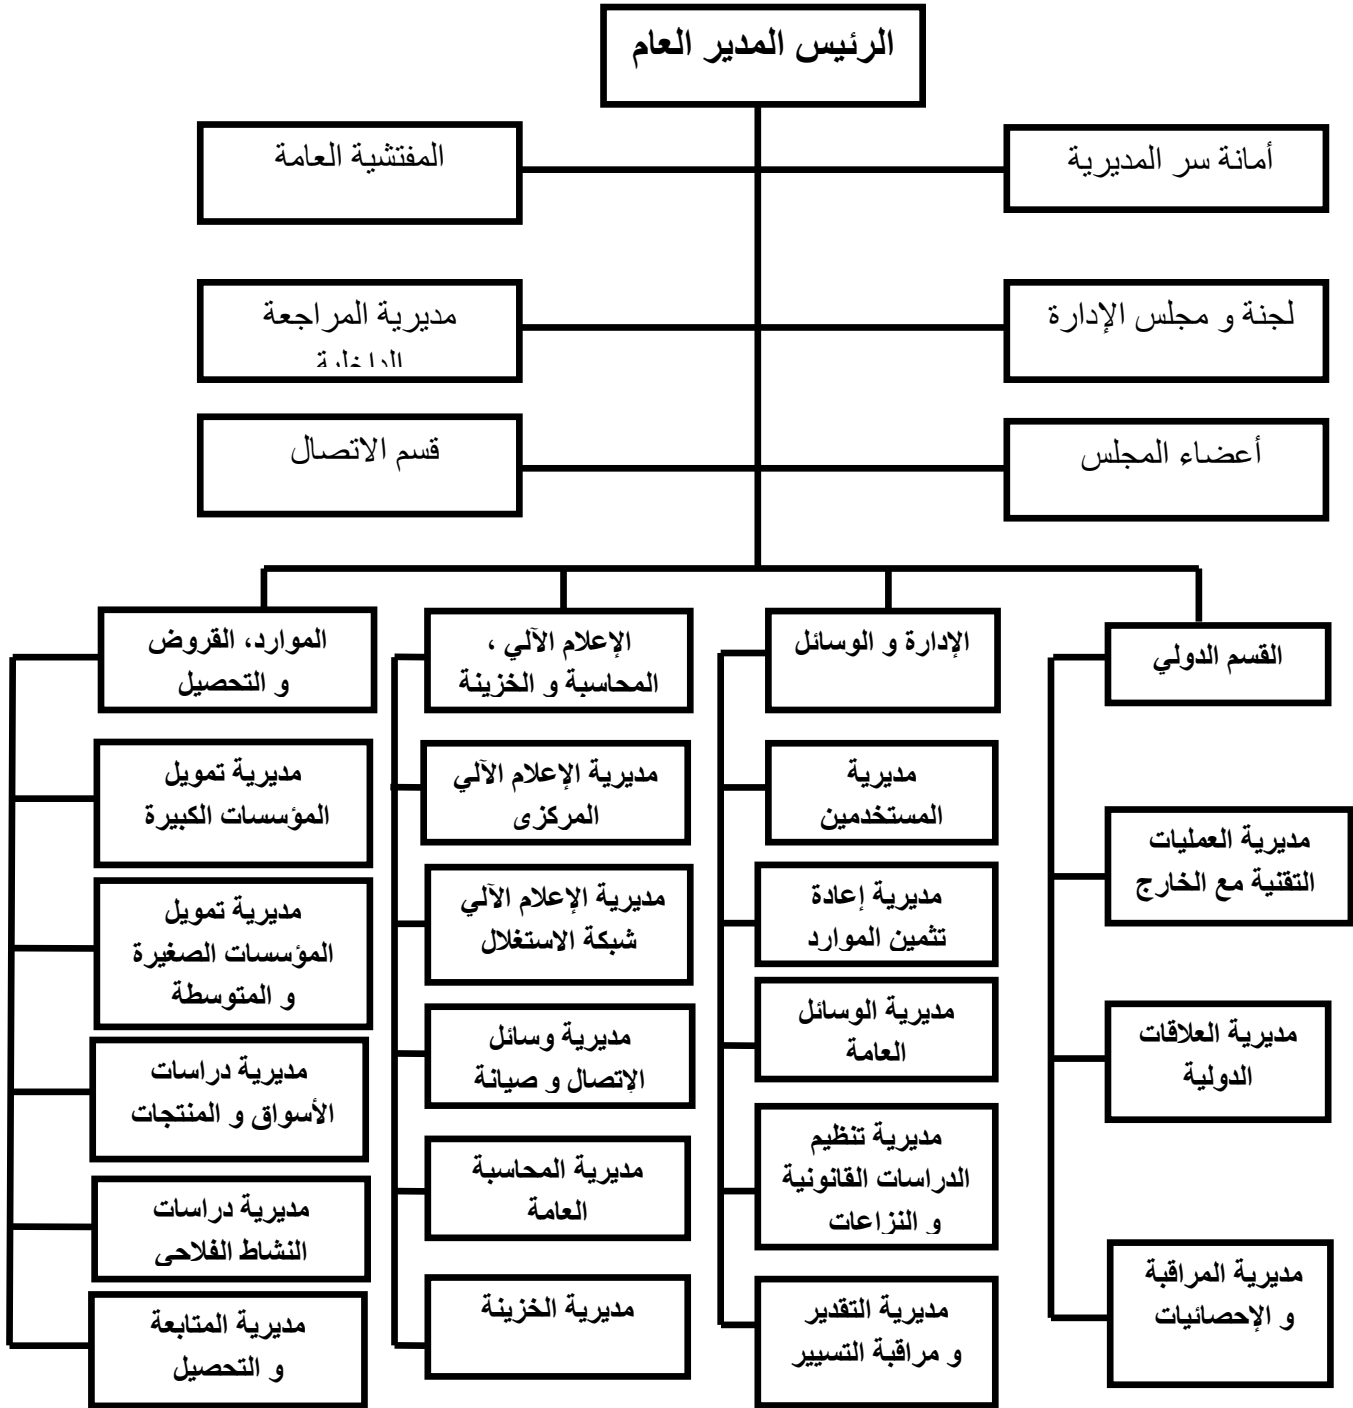 الرئيس المدير العام
أمانة سر المديرية
المفتشية العامة
لجنة و مجلس الإدارة
مديرية المراجعة
الداخلية
أعضاء المجلس
قسم الاتصال
القسم الدولي
مديرية العمليات
التقنية مع الخارج
مديرية العلاقات
الدولية
مديرية المراقبة
و الإحصائيات
الإدارة و الوسائل
مديرية
المستخدمين
مديرية إعادة
تثمين الموارد
مديرية الوسائل
العامة
مديرية تنظيم
الدراسات القانونية
و النزاعات
مديرية التقدير
و مراقبة التسيير
الإعلام الآلي ،
المحاسبة و الخزينة
مديرية الإعلام الآلي
المركزي
مديرية الإعلام الآلي
شبكة الاستغلال
مديرية وسائل
الإتصال و صيانة
مديرية المحاسبة
العامة
مديرية الخزينة
الموارد، القروض
و التحصيل
مديرية تمويل
المؤسسات الكبيرة
مديرية تمويل
المؤسسات الصغيرة
و المتوسطة
مديرية دراسات
الأسواق و المنتجات
مديرية دراسات
النشاط الفلاحي
مديرية المتابعة
و التحصيل